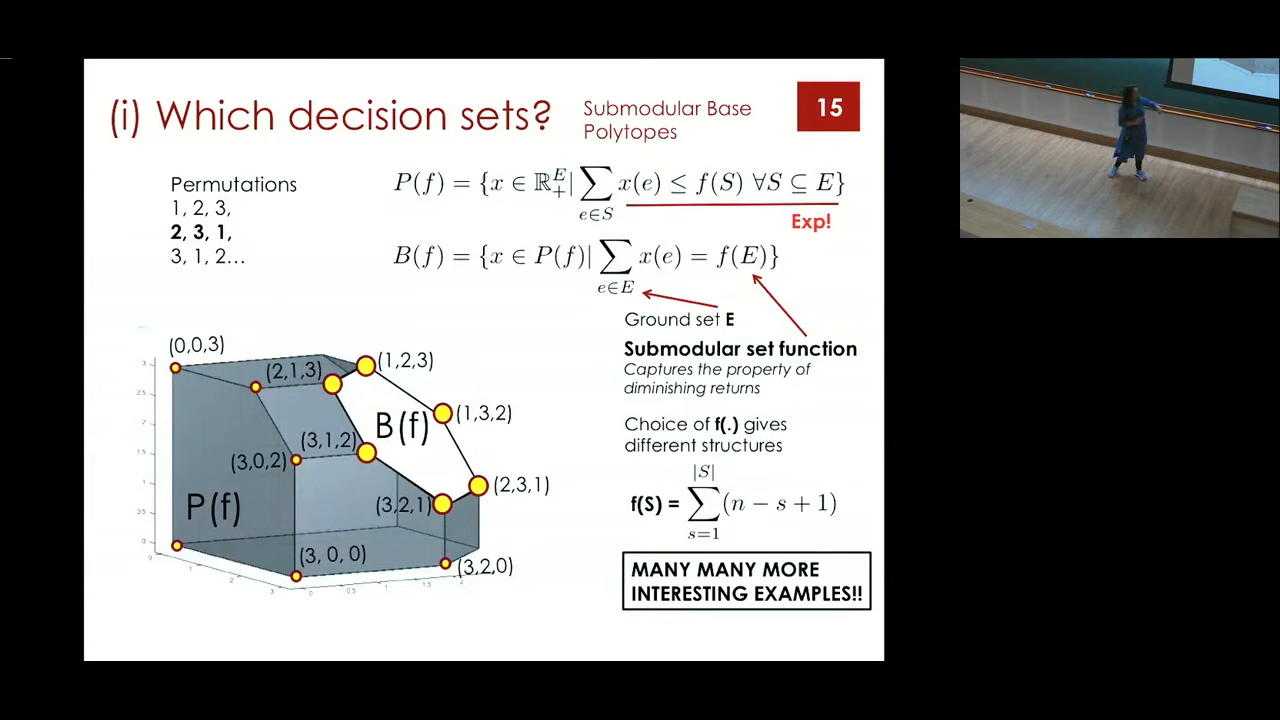 (i) Which decision sets?
Submodular Base
Polytopes
15
Permutations
1, 2, 3,
2, 3, 1,
3, 1, 2...
P(f) = {x ∈ ℝ₊ᴱ | ∑_{e∈S} x(e) ≤ f(S) ∀S ⊆ E}
Exp!
B(f) = {x ∈ P(f) | ∑_{e∈E} x(e) = f(E)}
Ground set E
Submodular set function
Captures the property of
diminishing returns
Choice of f(.) gives
different structures
f(S) = ∑_{s=1}^{|S|} (n − s + 1)
MANY MANY MORE
INTERESTING EXAMPLES!!
(0,0,3)
(2,1,3)
(1,2,3)
(1,3,2)
B(f)
(3,1,2)
(3,0,2)
(2,3,1)
P(f)
(3,2,1)
(3, 0, 0)
(3,2,0)